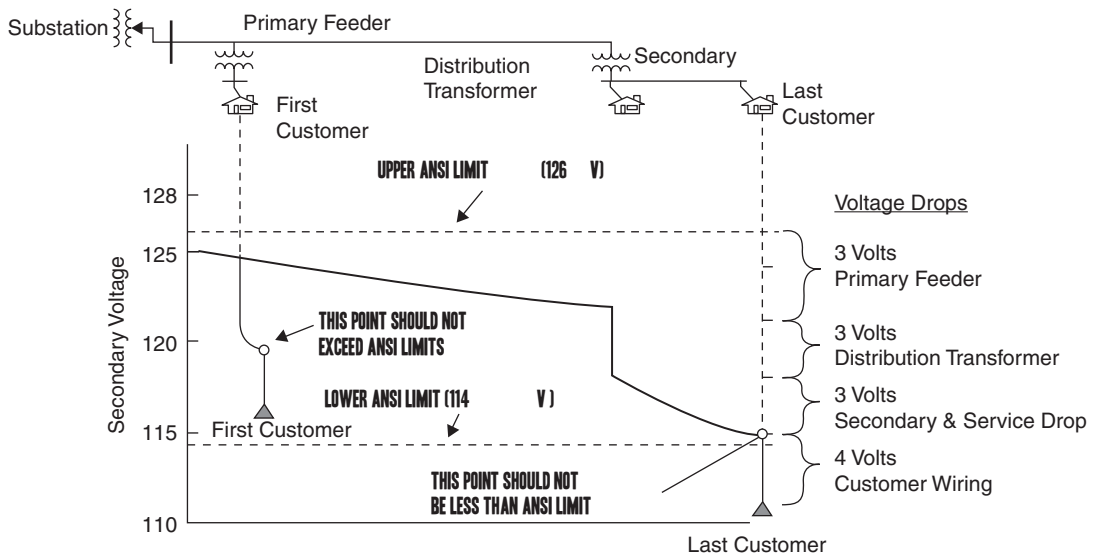 Substation
Primary Feeder
Distribution
Transformer
Secondary
First
Customer
Last
Customer
UPPER ANSI LIMIT (126 V)
128
125
120
115
110
Secondary Voltage
THIS POINT SHOULD NOT
EXCEED ANSI LIMITS
LOWER ANSI LIMIT (114 V )
First Customer
THIS POINT SHOULD NOT
BE LESS THAN ANSI LIMIT
Last Customer
Voltage Drops
3 Volts
Primary Feeder
3 Volts
Distribution Transformer
3 Volts
Secondary & Service Drop
4 Volts
Customer Wiring